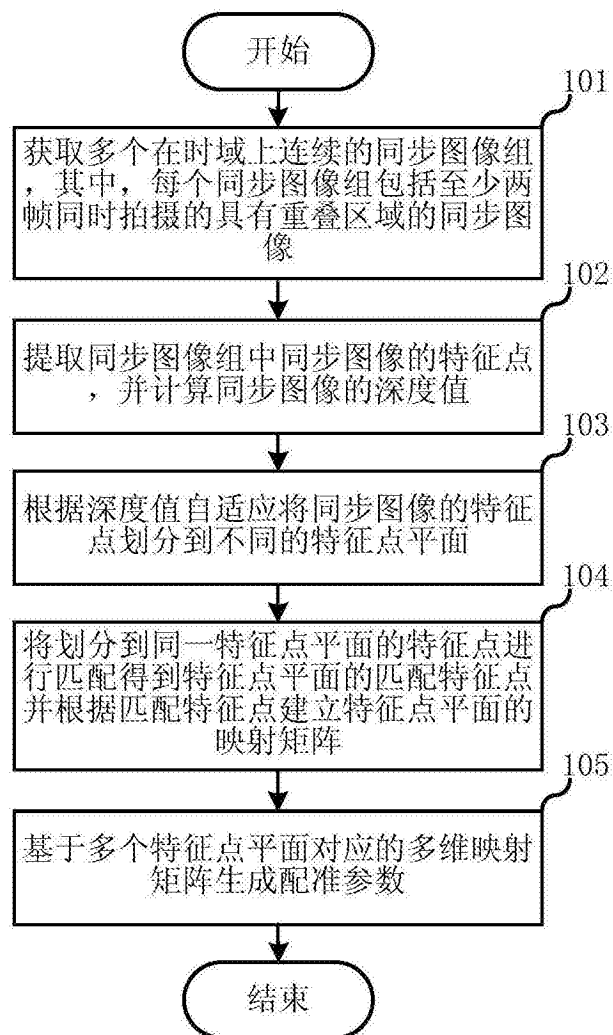 开始
101
获取多个在时域上连续的同步图像组
，其中，每个同步图像组包括至少两
帧同时拍摄的具有重叠区域的同步图
像
102
提取同步图像组中同步图像的特征点
，并计算同步图像的深度值
103
根据深度值自适应将同步图像的特征
点划分到不同的特征点平面
104
将划分到同一特征点平面的特征点进
行匹配得到特征点平面的匹配特征点
并根据匹配特征点建立特征点平面的
映射矩阵
105
基于多个特征点平面对应的多维映射
矩阵生成配准参数
结束